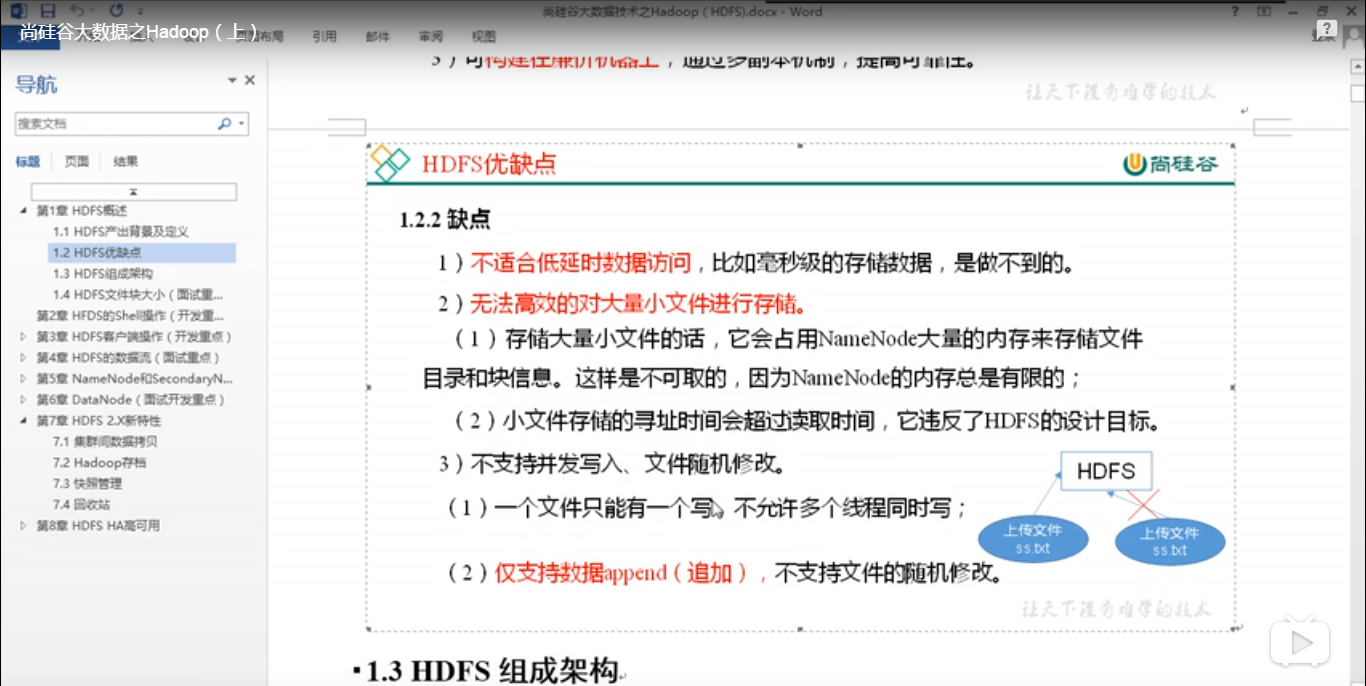 尚硅谷大数据技术之Hadoop（HDFS).docx - Word
尚硅谷大数据之Hadoop（上）
引用 邮件 审阅 视图
导航
搜索文档
标题 页面 结果
第1章 HDFS概述
1.1 HDFS产出背景及定义
1.2 HDFS优缺点
1.3 HDFS组成架构
1.4 HDFS文件块大小（面试重...
第2章 HFDS的Shell操作（开发重...
第3章 HDFS客户端操作（开发重点）
第4章 HDFS的数据流（面试重点）
第5章 NameNode和SecondaryN...
第6章 DataNode（面试开发重点）
第7章 HDFS 2.X新特性
7.1 集群间数据拷贝
7.2 Hadoop存档
7.3 快照管理
7.4 回收站
第8章 HDFS HA高可用
3）可构建在廉价机器上，通过多副本机制，提高可靠性。
让天下没有难学的技术
HDFS优缺点
尚硅谷
1.2.2 缺点
1）不适合低延时数据访问，比如毫秒级的存储数据，是做不到的。
2）无法高效的对大量小文件进行存储。
（1）存储大量小文件的话，它会占用NameNode大量的内存来存储文件
目录和块信息。这样是不可取的，因为NameNode的内存总是有限的；
（2）小文件存储的寻址时间会超过读取时间，它违反了HDFS的设计目标。
3）不支持并发写入、文件随机修改。
（1）一个文件只能有一个写，不允许多个线程同时写；
（2）仅支持数据append（追加），不支持文件的随机修改。
HDFS
上传文件
ss.txt
上传文件
ss.txt
让天下没有难学的技术
1.3 HDFS 组成架构